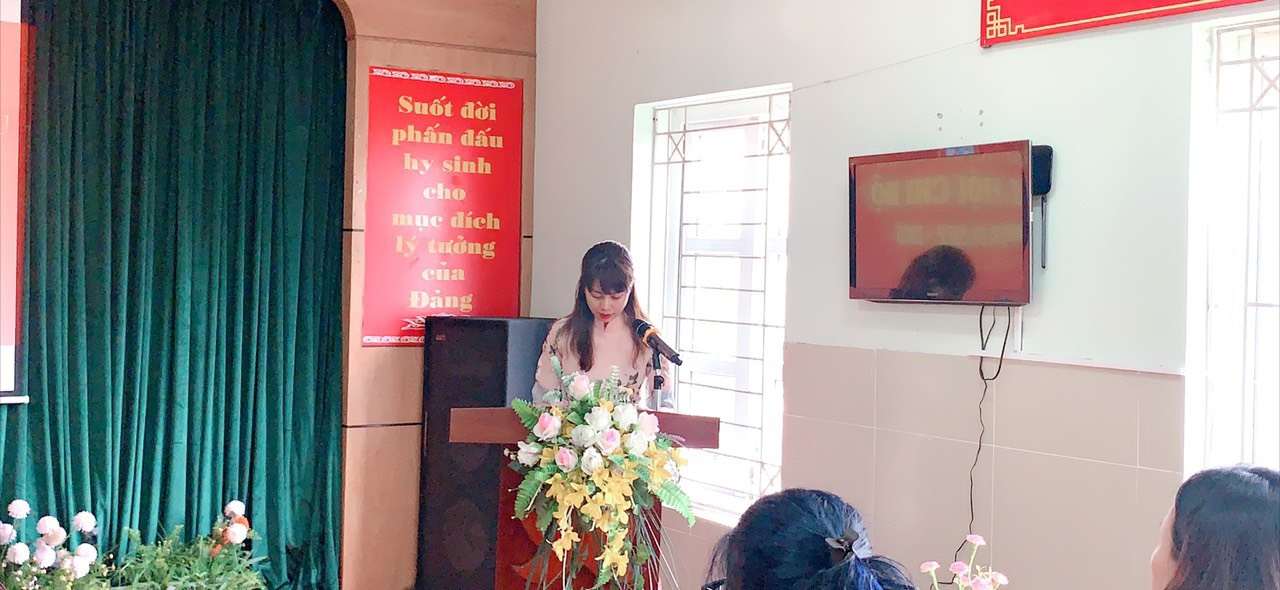 Suốt đời
phấn đấu
hy sinh
cho
mục đích
lý tưởng
của
Đảng